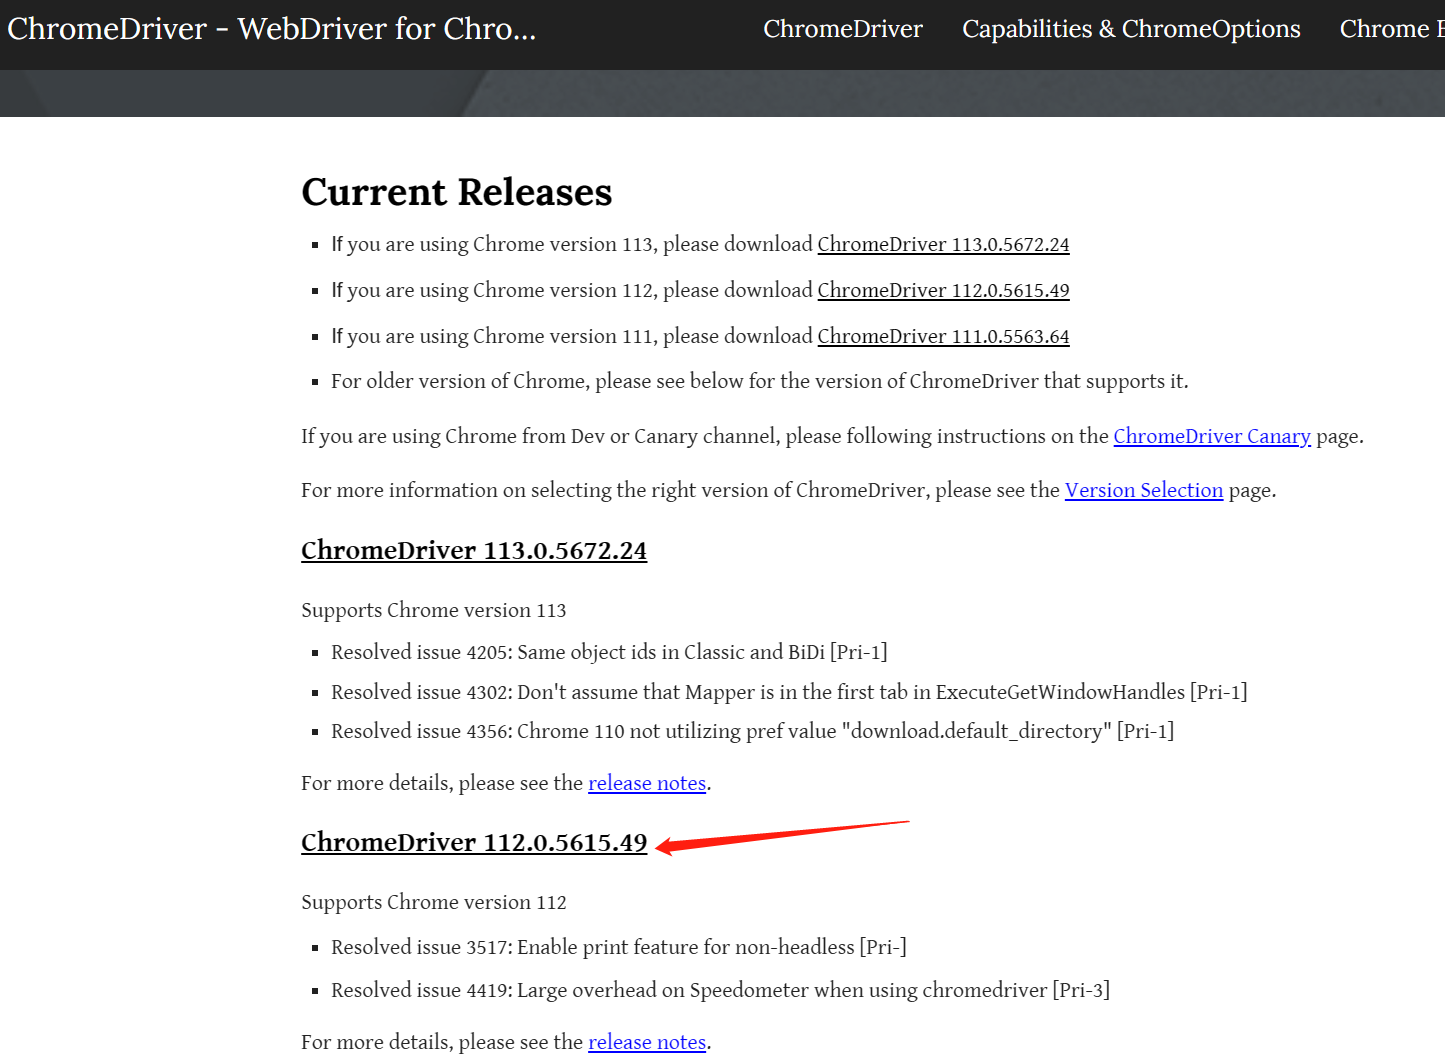 ChromeDriver - WebDriver for Chro...
ChromeDriver
Capabilities & ChromeOptions
Chrome E
Current Releases
If you are using Chrome version 113, please download ChromeDriver 113.0.5672.24
If you are using Chrome version 112, please download ChromeDriver 112.0.5615.49
If you are using Chrome version 111, please download ChromeDriver 111.0.5563.64
For older version of Chrome, please see below for the version of ChromeDriver that supports it.
If you are using Chrome from Dev or Canary channel, please following instructions on the ChromeDriver Canary page.
For more information on selecting the right version of ChromeDriver, please see the Version Selection page.
ChromeDriver 113.0.5672.24
Supports Chrome version 113
Resolved issue 4205: Same object ids in Classic and BiDi [Pri-1]
Resolved issue 4302: Don't assume that Mapper is in the first tab in ExecuteGetWindowHandles [Pri-1]
Resolved issue 4356: Chrome 110 not utilizing pref value "download.default_directory" [Pri-1]
For more details, please see the release notes.
ChromeDriver 112.0.5615.49
Supports Chrome version 112
Resolved issue 3517: Enable print feature for non-headless [Pri-]
Resolved issue 4419: Large overhead on Speedometer when using chromedriver [Pri-3]
For more details, please see the release notes.